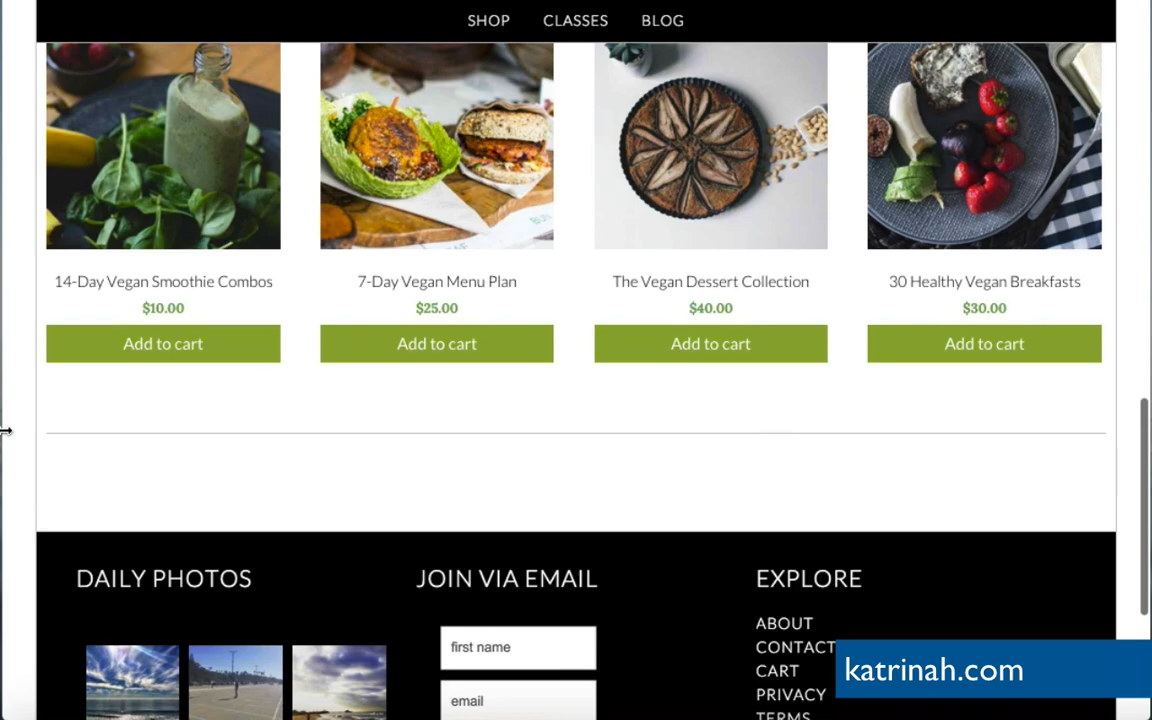 SHOP CLASSES BLOG
14-Day Vegan Smoothie Combos
$10.00
Add to cart
7-Day Vegan Menu Plan
$25.00
Add to cart
The Vegan Dessert Collection
$40.00
Add to cart
30 Healthy Vegan Breakfasts
$30.00
Add to cart
DAILY PHOTOS
JOIN VIA EMAIL
first name
email
EXPLORE
ABOUT
CONTACT
CART
PRIVACY
TERMS
katrinah.com